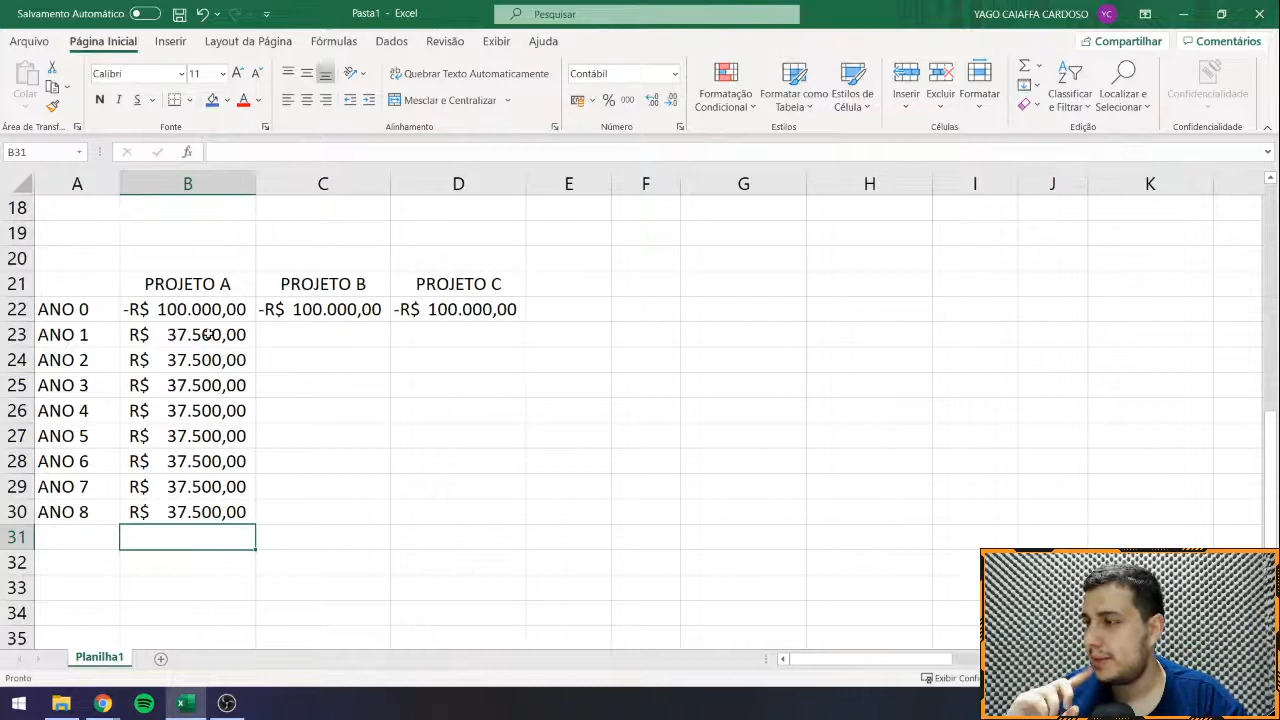 Salvamento Automático
Pasta1 - Excel
Pesquisar
YAGO CAIAFFA CARDOSO
YC
Arquivo
Página Inicial
Inserir
Layout da Página
Fórmulas
Dados
Revisão
Exibir
Ajuda
Compartilhar
Comentários
Colar
Calibri
11
N I S
A
Quebrar Texto Automaticamente
Mesclar e Centralizar
Contábil
% 000
Formatação Condicional
Formatar como Tabela
Estilos de Célula
Inserir
Excluir
Formatar
Classificar e Filtrar
Localizar e Selecionar
Confidencialidade
Área de Transf...
Fonte
Alinhamento
Número
Estilos
Células
Edição
Confidencialidade
B31
fx
A B C D E F G H I J K
18
19
20
21 PROJETO A PROJETO B PROJETO C
22 ANO 0 -R$ 100.000,00 -R$ 100.000,00 -R$ 100.000,00
23 ANO 1 R$ 37.500,00
24 ANO 2 R$ 37.500,00
25 ANO 3 R$ 37.500,00
26 ANO 4 R$ 37.500,00
27 ANO 5 R$ 37.500,00
28 ANO 6 R$ 37.500,00
29 ANO 7 R$ 37.500,00
30 ANO 8 R$ 37.500,00
31
32
33
34
35
Planilha1
Pronto
Exibir Confi